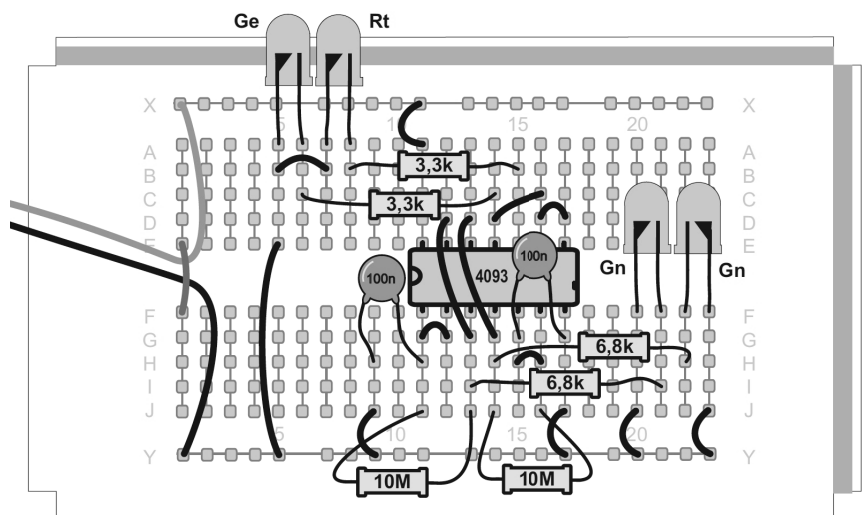 Ge Rt
X X
5 10 15 20
A A
B 3,3k B
C 3,3k C
D D
E E
100n 4093 100n Gn Gn
F F
G G
H 6,8k H
I 6,8k I
J J
5 10 15 20
Y Y
10M 10M